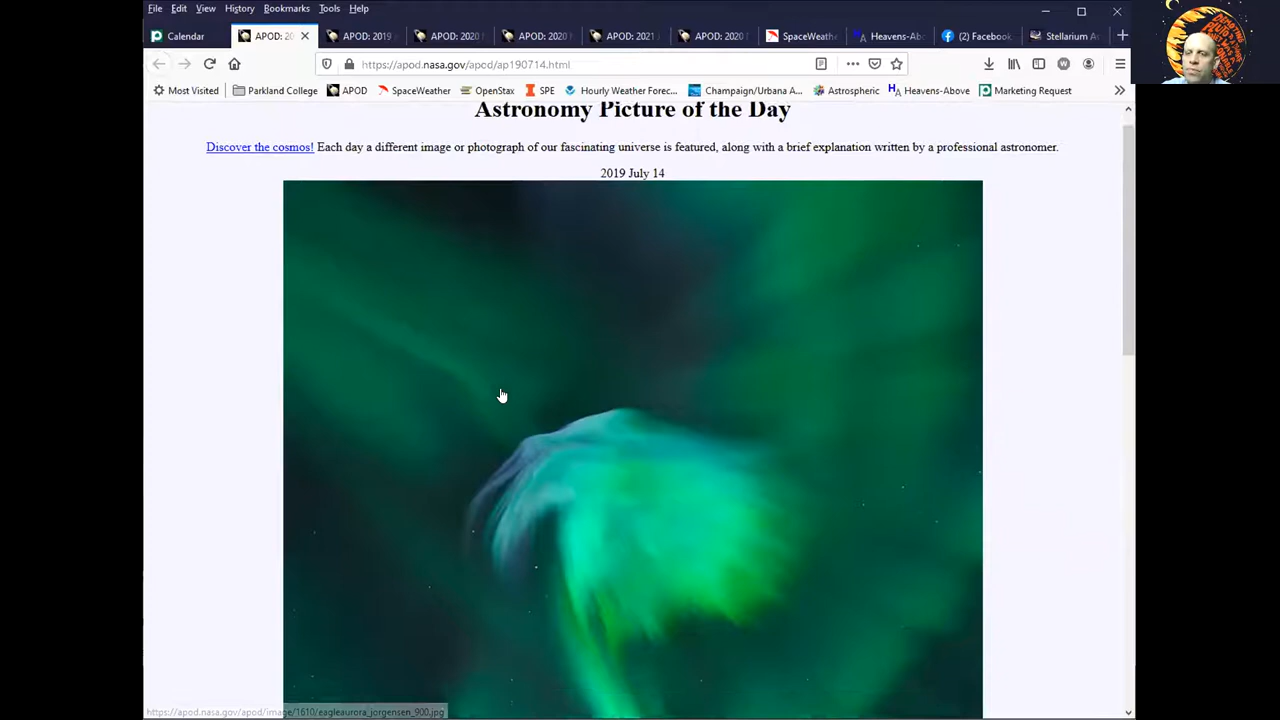 File Edit View History Bookmarks Tools Help
Calendar APOD: 20 APOD: 2019 APOD: 2020 APOD: 2020 APOD: 2021 APOD: 2020 SpaceWeathe Heavens-Abo (2) Facebook Stellarium As
https://apod.nasa.gov/apod/ap190714.html
Most Visited Parkland College APOD SpaceWeather OpenStax SPE Hourly Weather Forec... Champaign/Urbana A... Astrospheric Heavens-Above Marketing Request
Astronomy Picture of the Day
Discover the cosmos! Each day a different image or photograph of our fascinating universe is featured, along with a brief explanation written by a professional astronomer.
2019 July 14
https://apod.nasa.gov/apod/image/1610/eagleaurora_jorgensen_900.jpg